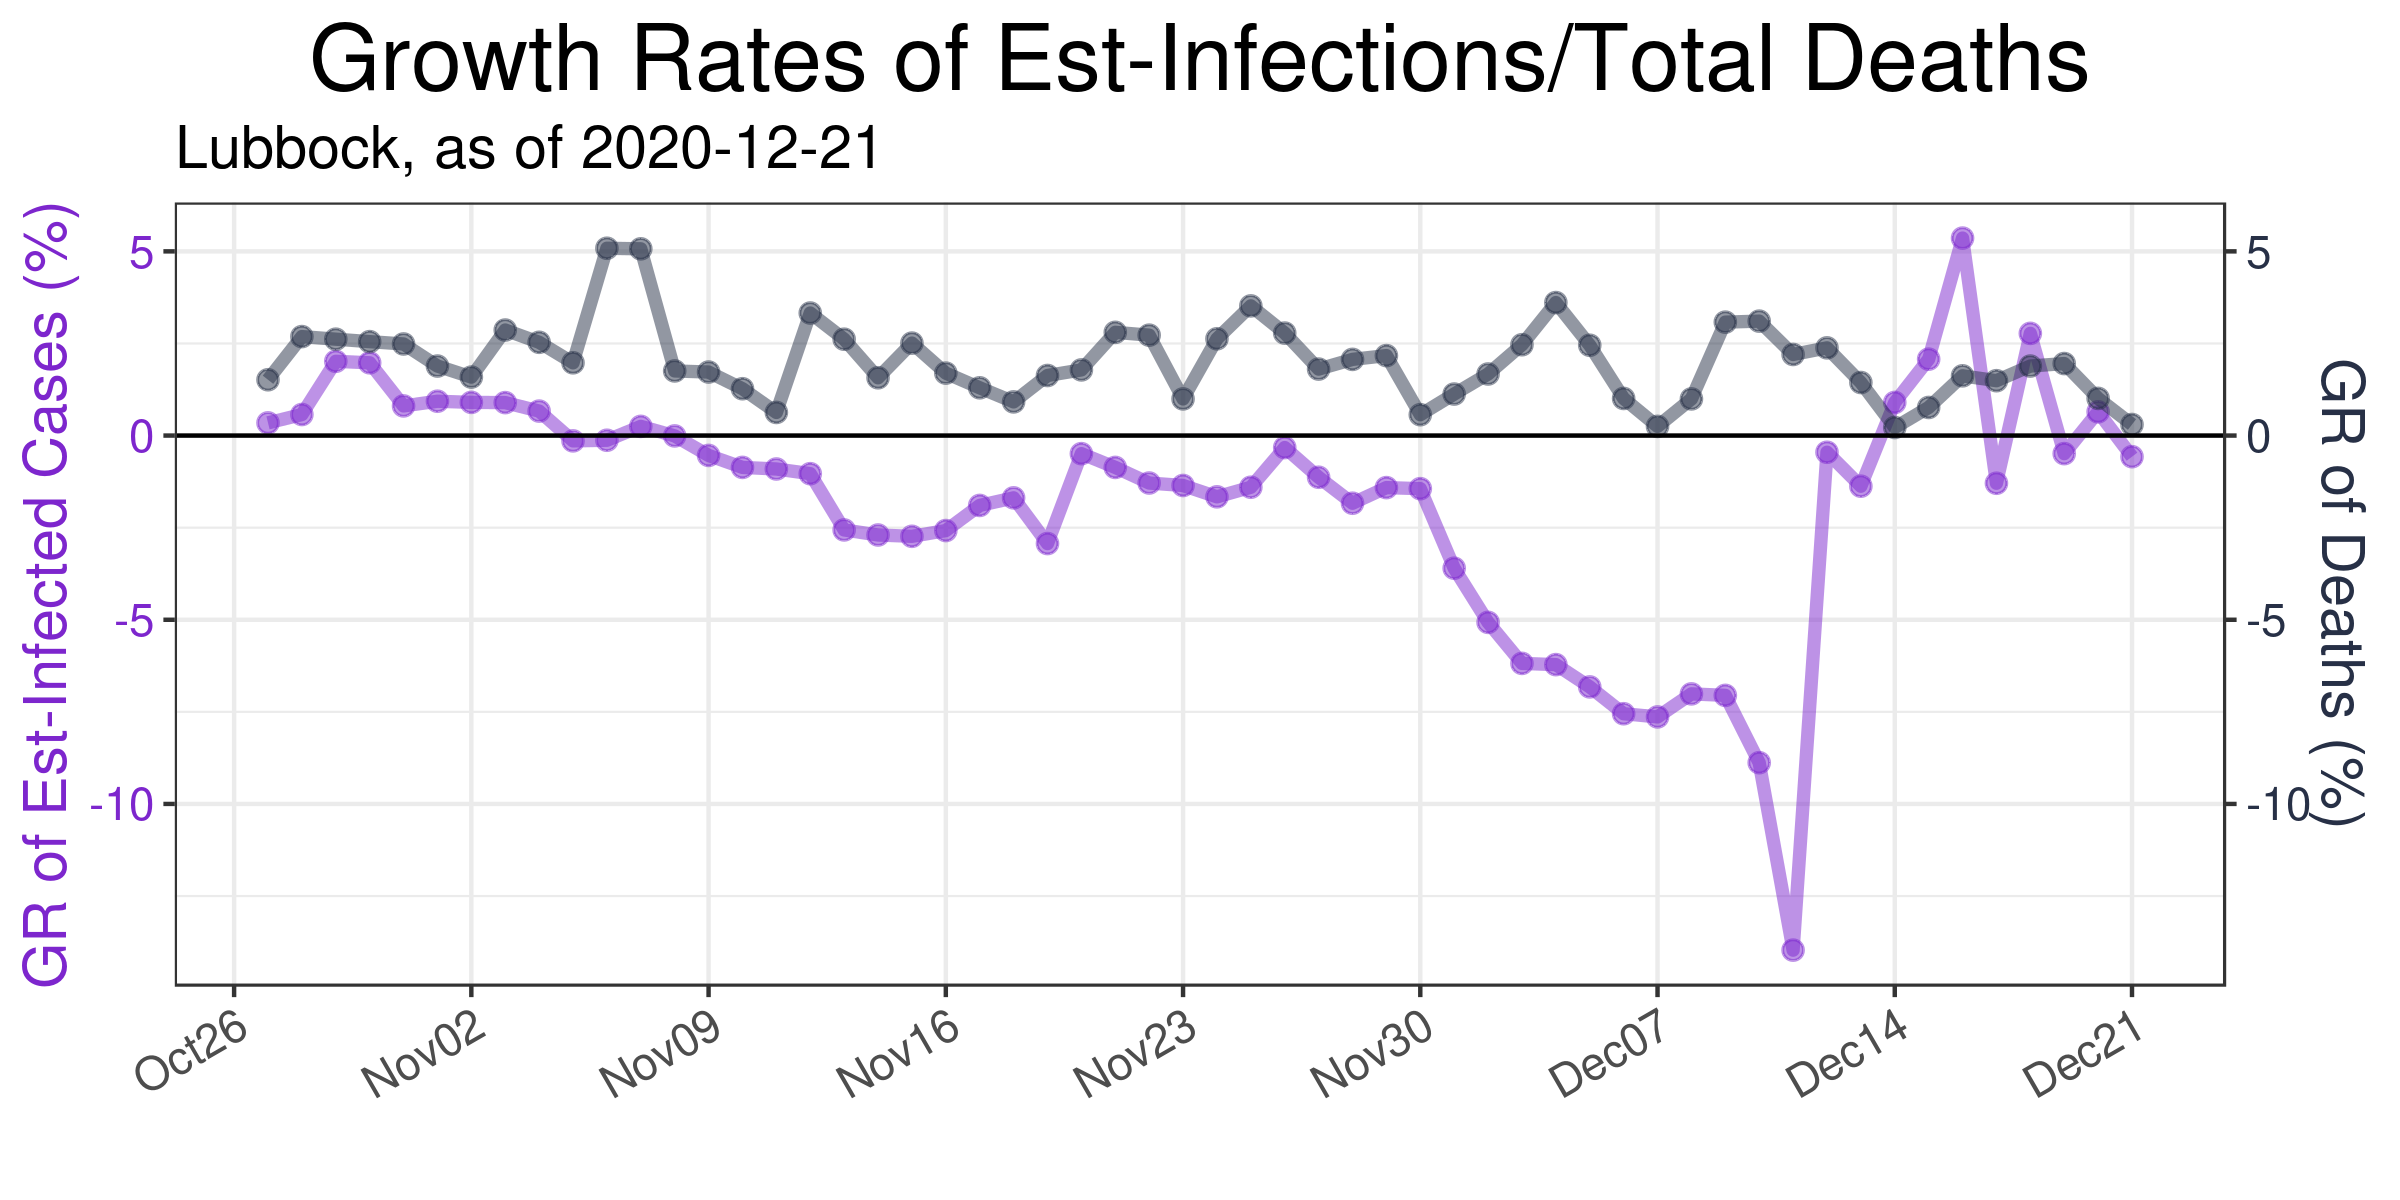 Growth Rates of Est-Infections/Total Deaths
Lubbock, as of 2020-12-21
GR of Est-Infected Cases (%)
5
0
-5
-10
5
0
-5
-10
GR of Deaths (%)
Oct26
Nov02
Nov09
Nov16
Nov23
Nov30
Dec07
Dec14
Dec21